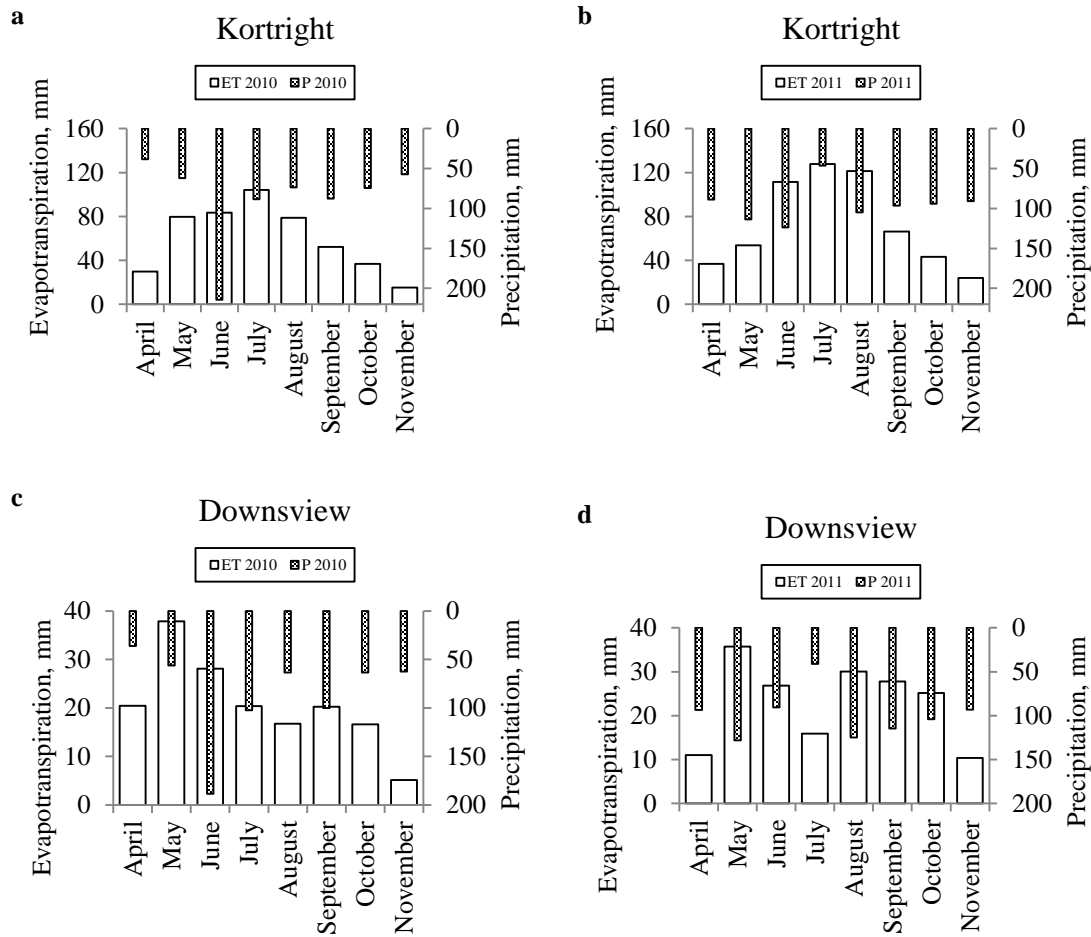 a
Kortright
ET 2010 P 2010
Evapotranspiration, mm
160
120
80
40
0
0
50
100
150
200
Precipitation, mm
April
May
June
July
August
September
October
November
b
Kortright
ET 2011 P 2011
Evapotranspiration, mm
160
120
80
40
0
0
50
100
150
200
Precipitation, mm
April
May
June
July
August
September
October
November
c
Downsview
ET 2010 P 2010
Evapotranspiration, mm
40
30
20
10
0
0
50
100
150
200
Precipitation, mm
April
May
June
July
August
September
October
November
d
Downsview
ET 2011 P 2011
Evapotranspiration, mm
40
30
20
10
0
0
50
100
150
200
Precipitation, mm
April
May
June
July
August
September
October
November